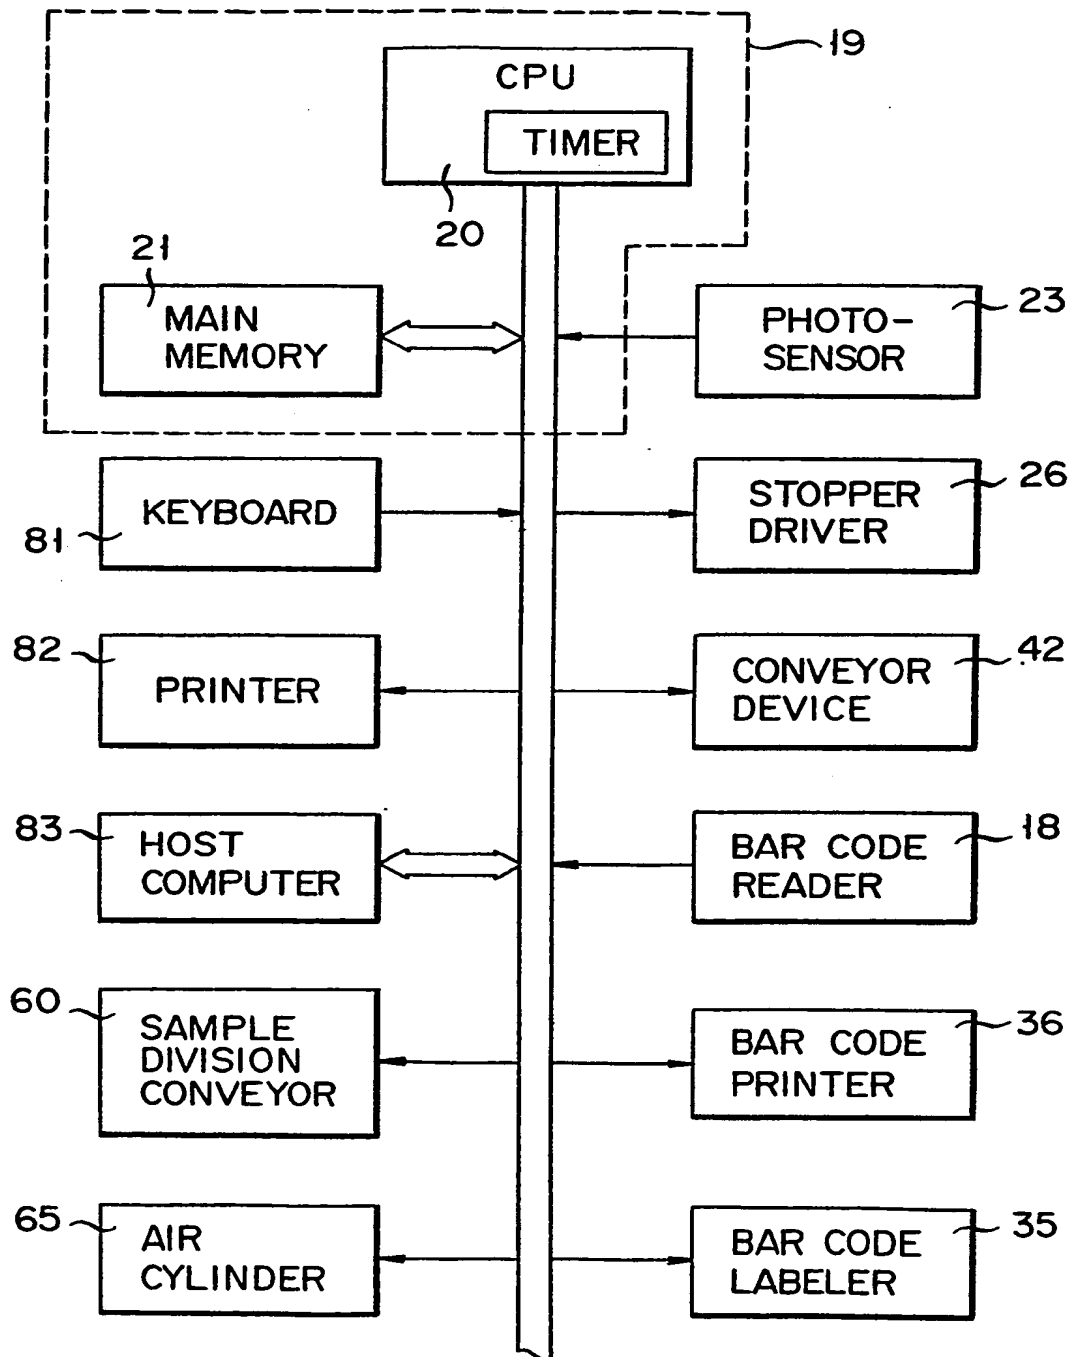 19
CPU
TIMER
20
21
MAIN
MEMORY
PHOTO-
SENSOR
23
KEYBOARD
81
STOPPER
DRIVER
26
82
PRINTER
CONVEYOR
DEVICE
42
83
HOST
COMPUTER
BAR CODE
READER
18
60
SAMPLE
DIVISION
CONVEYOR
BAR CODE
PRINTER
36
65
AIR
CYLINDER
BAR CODE
LABELER
35